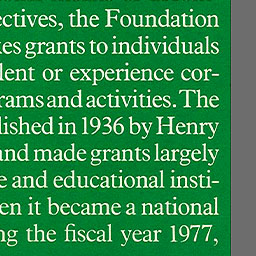 ectives, the Foundation
kes grants to individuals
lent or experience cor-
rams and activities. The
lished in 1936 by Henry
and made grants largely
e and educational insti-
en it became a national
ng the fiscal year 1977,